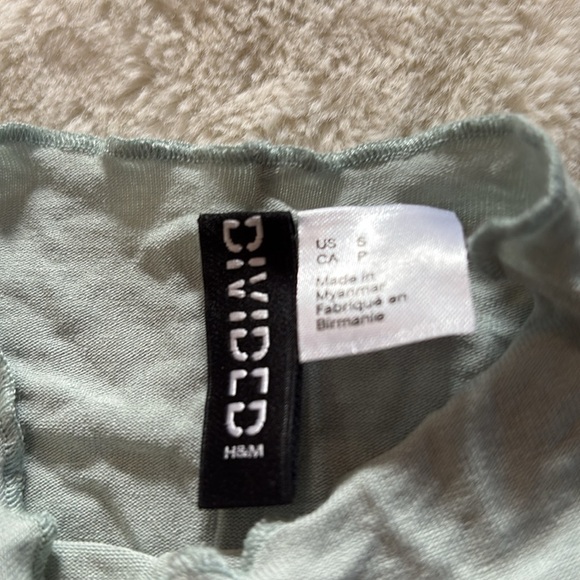 DIVIDED
H&M
US S
CA P
Made in
Myanmar
Fabriqué en
Birmanie